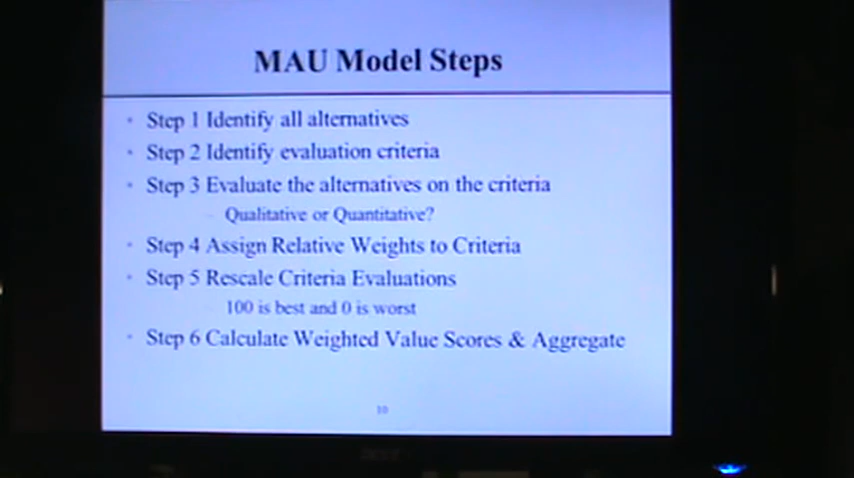 MAU Model Steps
• Step 1 Identify all alternatives
• Step 2 Identify evaluation criteria
• Step 3 Evaluate the alternatives on the criteria
– Qualitative or Quantitative?
• Step 4 Assign Relative Weights to Criteria
• Step 5 Rescale Criteria Evaluations
– 100 is best and 0 is worst
• Step 6 Calculate Weighted Value Scores & Aggregate
10